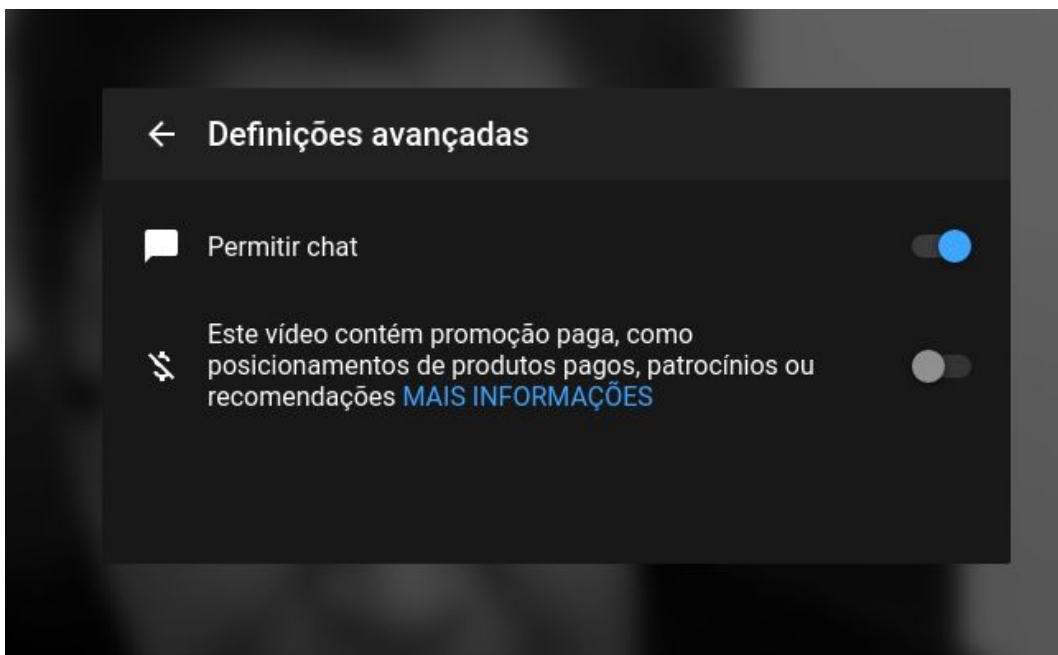 Definições avançadas
Permitir chat
Este vídeo contém promoção paga, como
posicionamentos de produtos pagos, patrocínios ou
recomendações MAIS INFORMAÇÕES